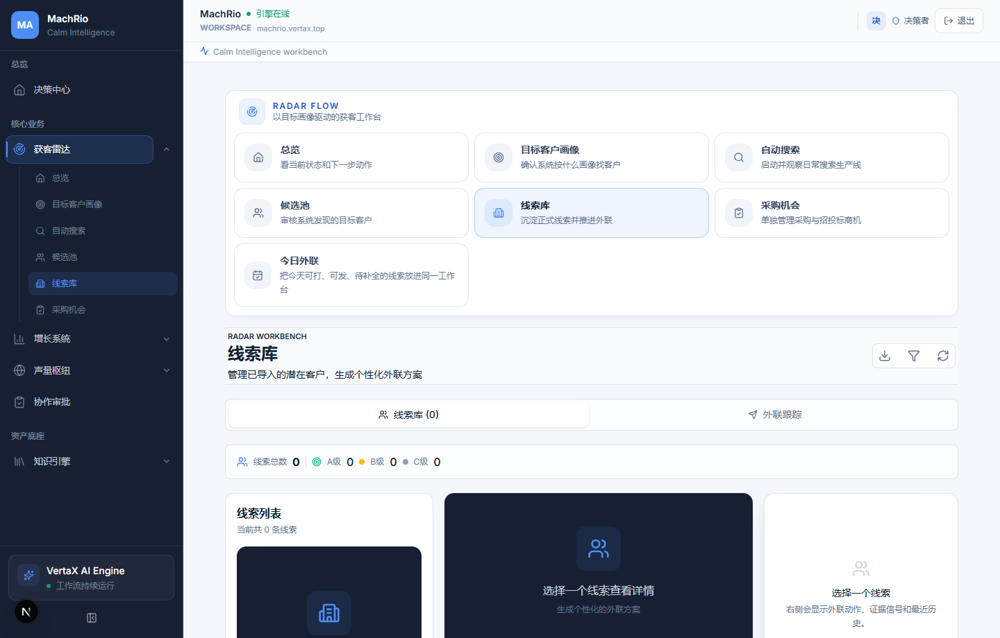 MA
MachRio
Calm Intelligence
总览
决策中心
核心业务
获客雷达
总览
目标客户画像
自动搜索
候选池
线索库
采购机会
增长系统
声量枢纽
协作审批
资产底座
知识引擎
VertaX AI Engine
工作流持续运行
N
MachRio 引擎在线
WORKSPACE machrio.vertax.top
决 决策者 退出
Calm Intelligence workbench
RADAR FLOW
以目标画像驱动的获客工作台
总览
看当前状态和下一步动作
目标客户画像
确认系统按什么画像找客户
自动搜索
启动并观察日常搜索生产线
候选池
审核系统发现的目标客户
线索库
沉淀正式线索并推进外联
采购机会
单独管理采购与招投标商机
今日外联
把今天可打、可发、待补全的线索放进同一工作
台
RADAR WORKBENCH
线索库
管理已导入的潜在客户，生成个性化外联方案
线索库 (0)
外联跟踪
线索总数 0 A级 0 B级 0 C级 0
线索列表
当前共 0 条线索
选择一个线索查看详情
生成个性化的外联方案
选择一个线索
右侧会显示外联动作、证据信号和最近历
史。